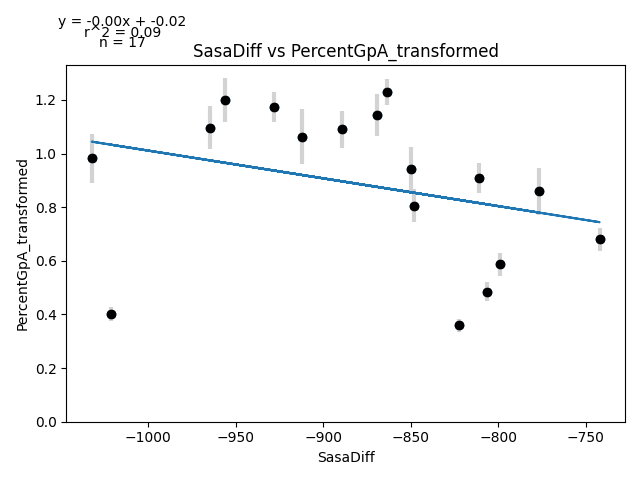 y = -0.00x + -0.02
r^2 = 0.09
n = 17
SasaDiff vs PercentGpA_transformed
PercentGpA_transformed
1.2
1.0
0.8
0.6
0.4
0.2
0.0
−1000
−950
−900
−850
−800
−750
SasaDiff